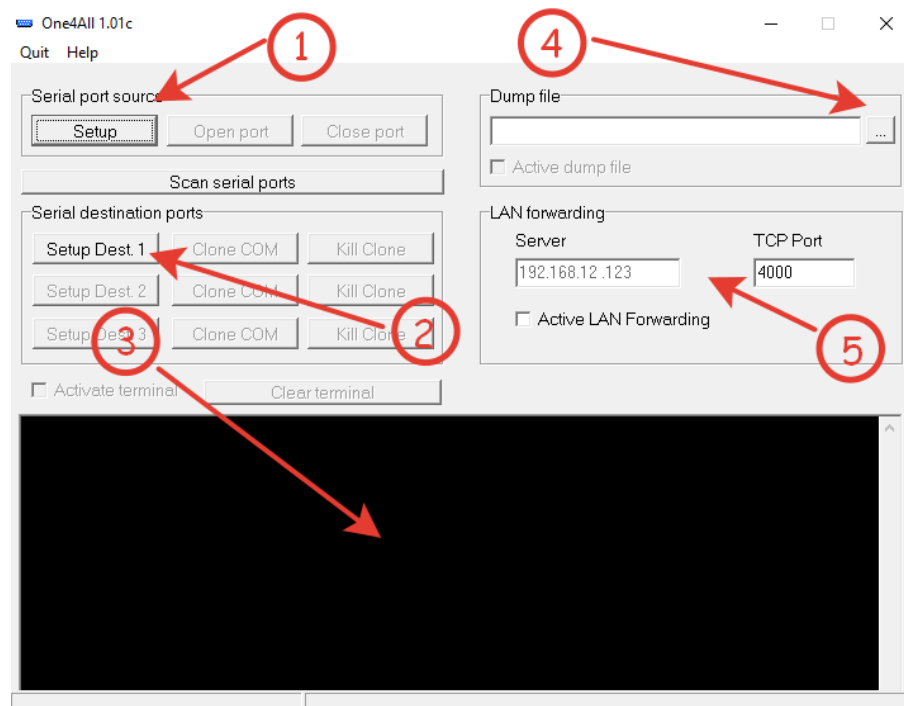 One4All 1.01c
Quit Help
Serial port source
Setup Open port Close port
Scan serial ports
Serial destination ports
Setup Dest. 1 Clone COM Kill Clone
Setup Dest. 2 Clone COM Kill Clone
Setup Dest. 3 Clone COM Kill Clone
Activate terminal Clear terminal
Dump file
...
Active dump file
LAN forwarding
Server TCP Port
192.168.12 .123 4000
Active LAN Forwarding
1
2
3
4
5